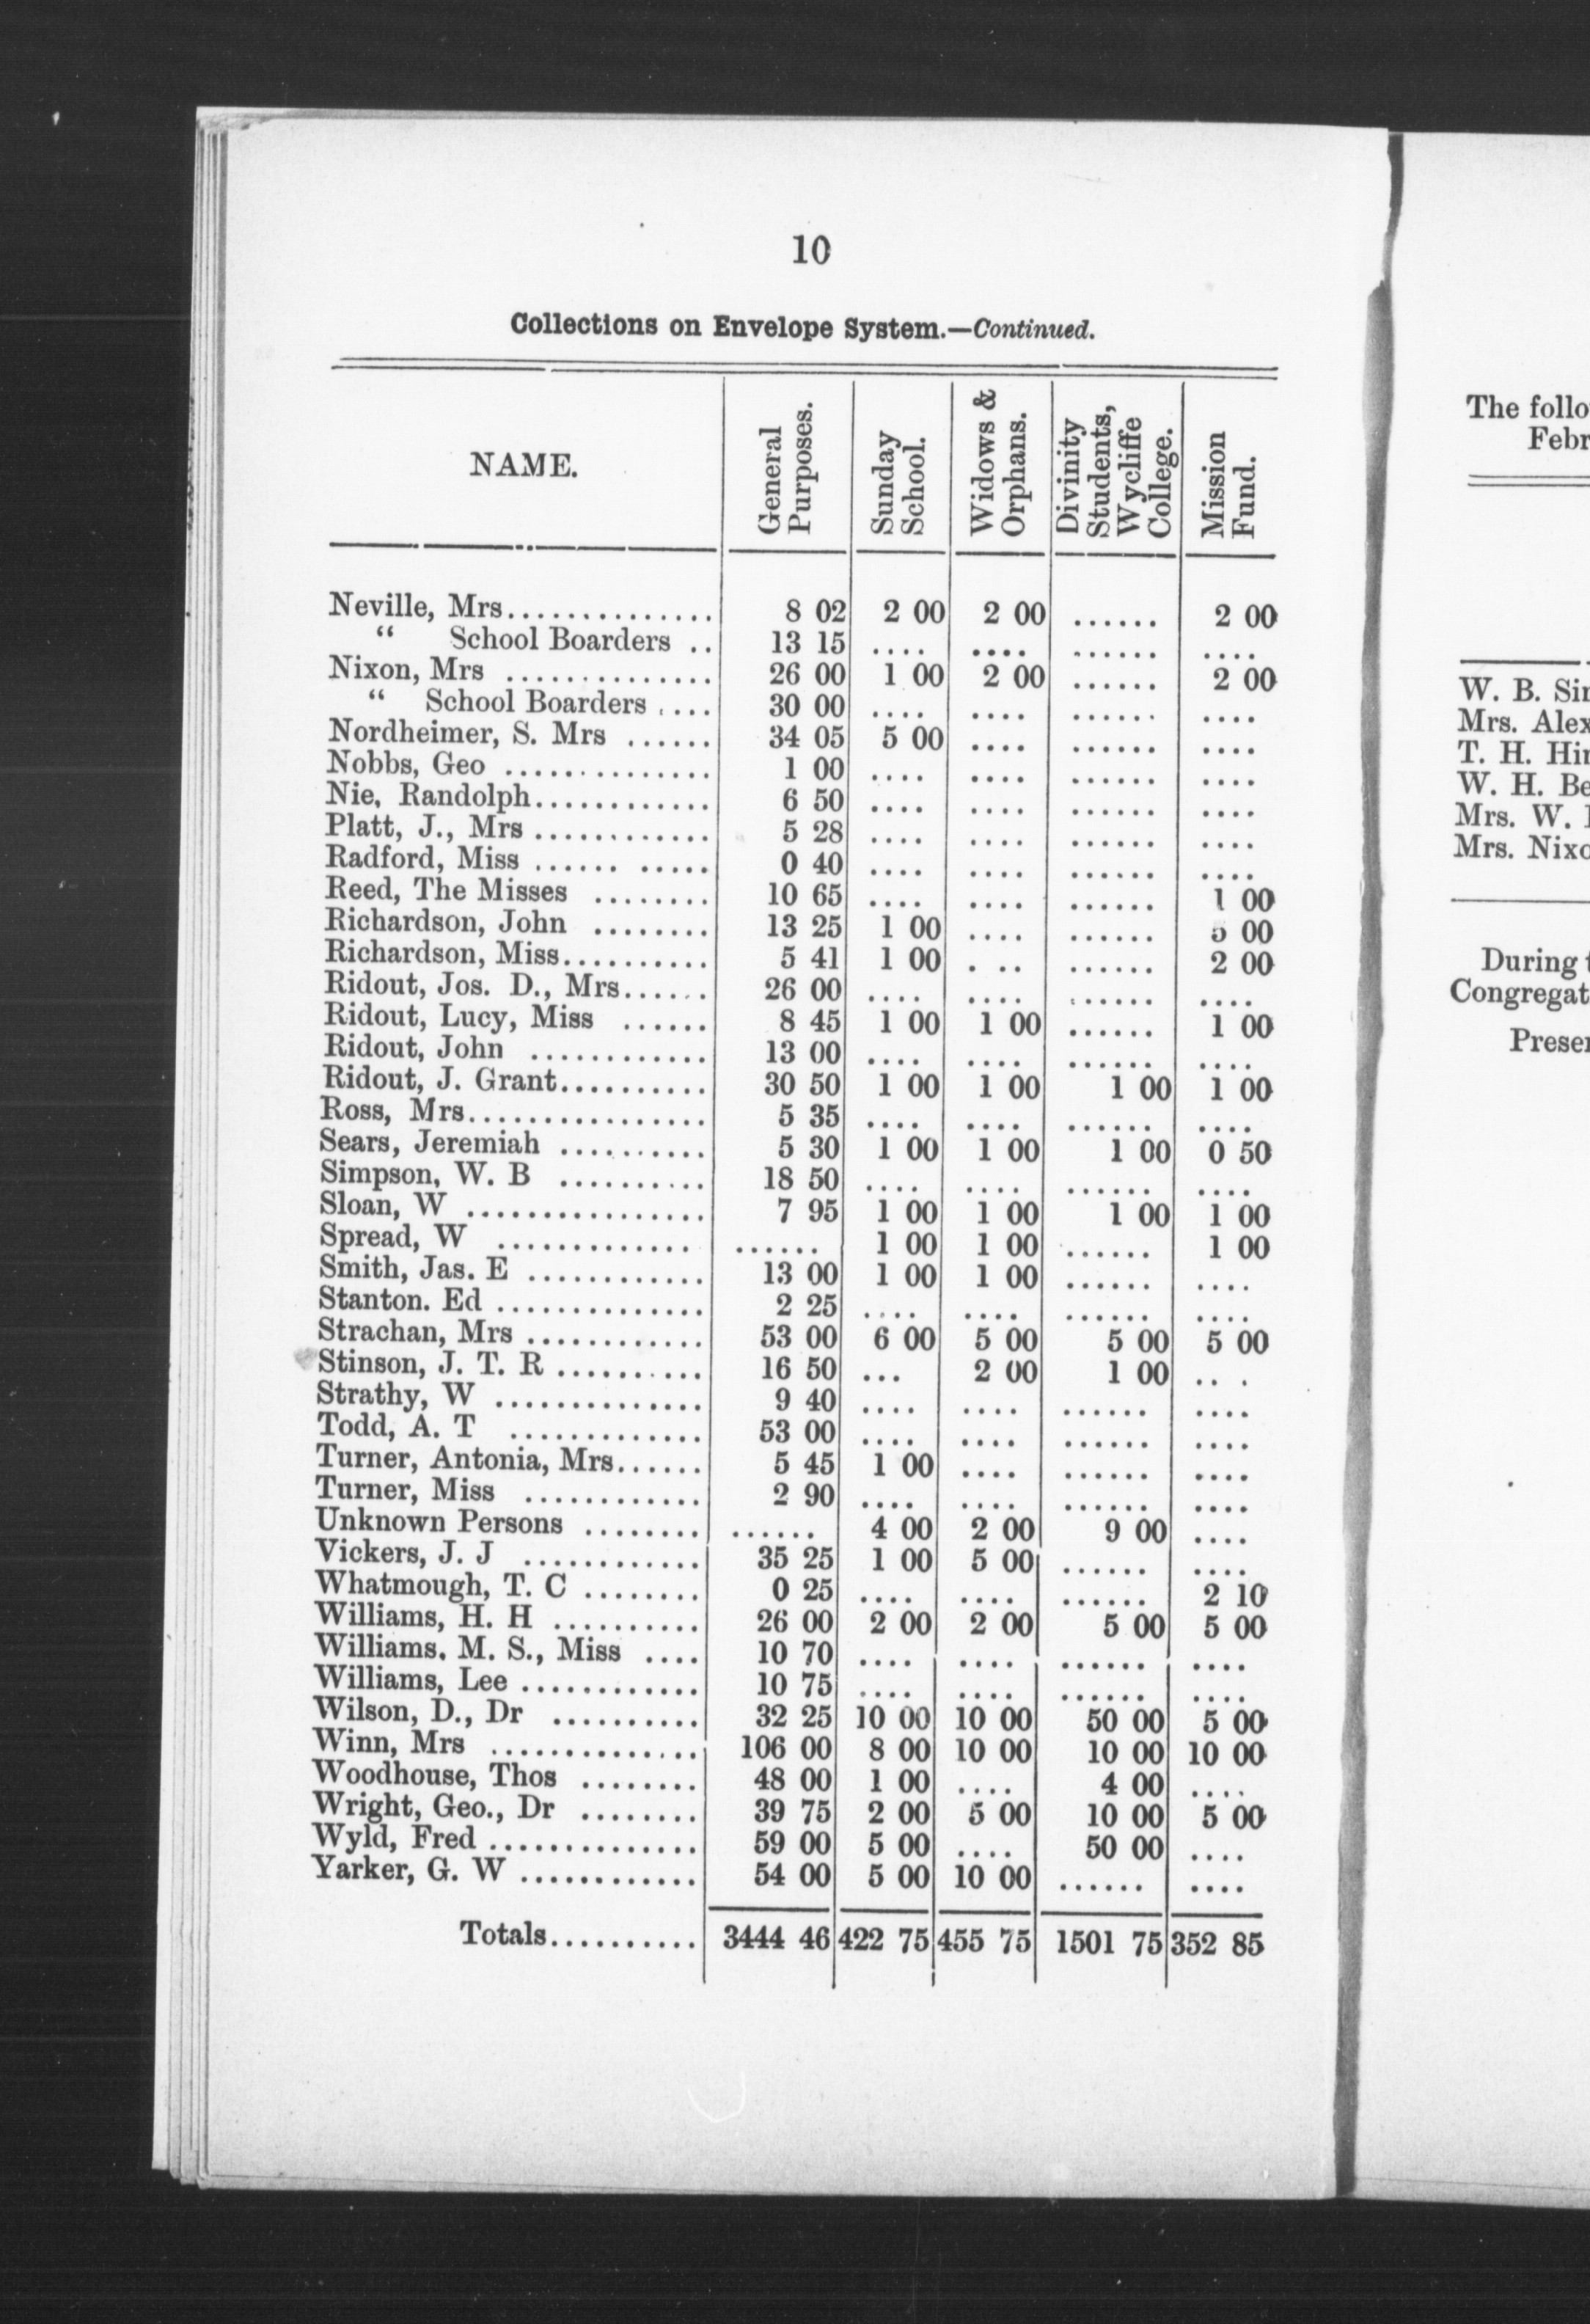 10
Collections on Envelope System.—Continued.
NAME. General Purposes. Sunday School. Widows & Orphans. Divinity Students, Wycliffe College. Mission Fund.
Neville, Mrs............... 8 02 2 00 2 00 ...... 2 00
“ School Boarders .. 13 15 .... .... ...... ....
Nixon, Mrs .............. 26 00 1 00 2 00 ...... 2 00
“ School Boarders .... 30 00 .... .... ...... ....
Nordheimer, S. Mrs ...... 34 05 5 00 .... ...... ....
Nobbs, Geo .............. 1 00 .... .... ...... ....
Nie, Randolph............ 6 50 .... .... ...... ....
Platt, J., Mrs ............ 5 28 .... .... ...... ....
Radford, Miss ...... ..... 0 40 .... .... ...... ....
Reed, The Misses ........ 10 65 .... .... ...... 1 00
Richardson, John ........ 13 25 1 00 .... ...... 5 00
Richardson, Miss.......... 5 41 1 00 . .. ...... 2 00
Ridout, Jos. D., Mrs...... 26 00 .... .... ...... ....
Ridout, Lucy, Miss ...... 8 45 1 00 1 00 ...... 1 00
Ridout, John ............ 13 00 .... .... ...... ....
Ridout, J. Grant.......... 30 50 1 00 1 00 1 00 1 00
Ross, Mrs................ 5 35 .... .... ...... ....
Sears, Jeremiah .......... 5 30 1 00 1 00 1 00 0 50
Simpson, W. B .......... 18 50 .... .... ...... ....
Sloan, W ................ 7 95 1 00 1 00 1 00 1 00
Spread, W ............. ...... 1 00 1 00 ...... 1 00
Smith, Jas. E ............ 13 00 1 00 1 00 ...... ....
Stanton. Ed .............. 2 25 .... .... ...... ....
Strachan, Mrs ............ 53 00 6 00 5 00 5 00 5 00
Stinson, J. T. R .......... 16 50 ... 2 00 1 00 .. .
Strathy, W .............. 9 40 .... .... ...... ....
Todd, A. T ............. 53 00 .... .... ...... ....
Turner, Antonia, Mrs...... 5 45 1 00 .... ...... ....
Turner, Miss ............ 2 90 .... .... ...... ....
Unknown Persons ........ ...... 4 00 2 00 9 00 ....
Vickers, J. J ............ 35 25 1 00 5 00 ...... ....
Whatmough, T. C ........ 0 25 .... .... ...... 2 10
Williams, H. H .......... 26 00 2 00 2 00 5 00 5 00
Williams. M. S., Miss .... 10 70 .... .... ...... ....
Williams, Lee ............ 10 75 .... .... ...... ....
Wilson, D., Dr .......... 32 25 10 00 10 00 50 00 5 00
Winn, Mrs .............. 106 00 8 00 10 00 10 00 10 00
Woodhouse, Thos ........ 48 00 1 00 .... 4 00 ....
Wright, Geo., Dr ........ 39 75 2 00 5 00 10 00 5 00
Wyld, Fred .............. 59 00 5 00 .... 50 00 ....
Yarker, G. W ............ 54 00 5 00 10 00 ...... ....
Totals.......... 3444 46 422 75 455 75 1501 75 352 85
The
W. B.
Mrs.
T. H.
W. H.
Mrs. W.
Mrs.
During